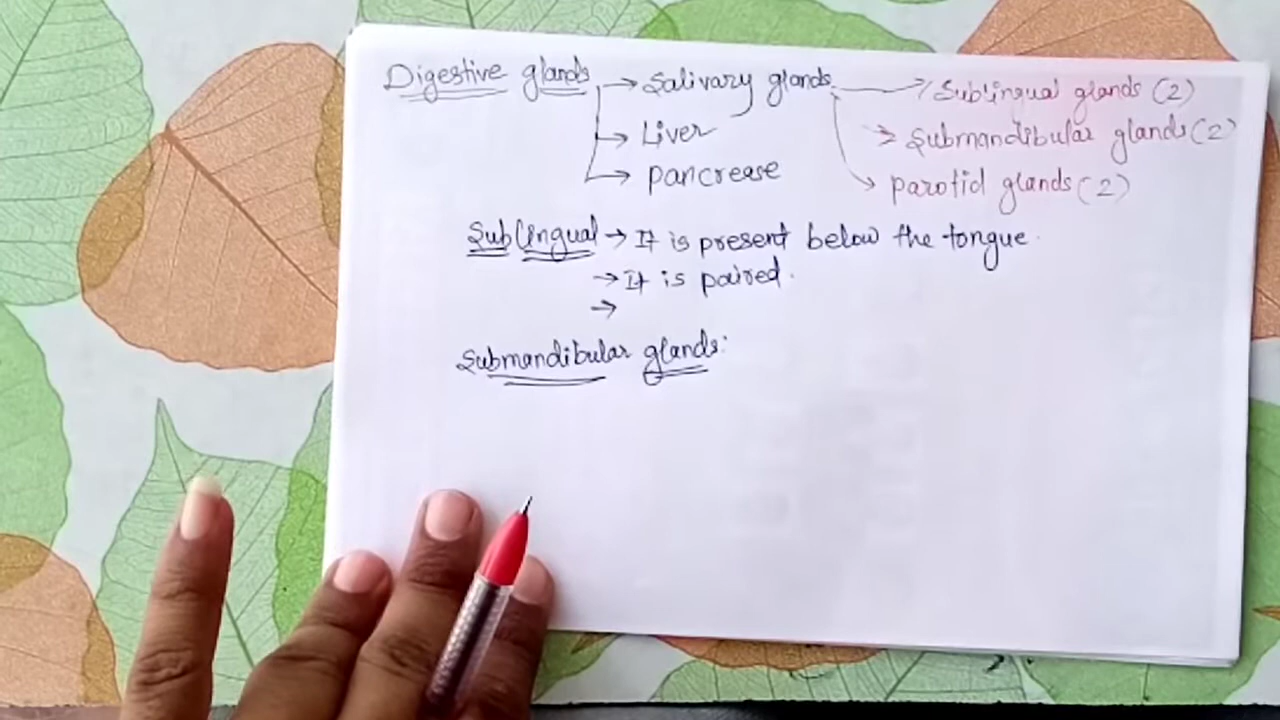 Digestive glands → Salivary glands → Sublingual glands (2)
→ Liver → Submandibular glands (2)
→ pancrease → parotid glands (2)
Sublingual → It is present below the tongue.
→ It is paired.
→
Submandibular glands: